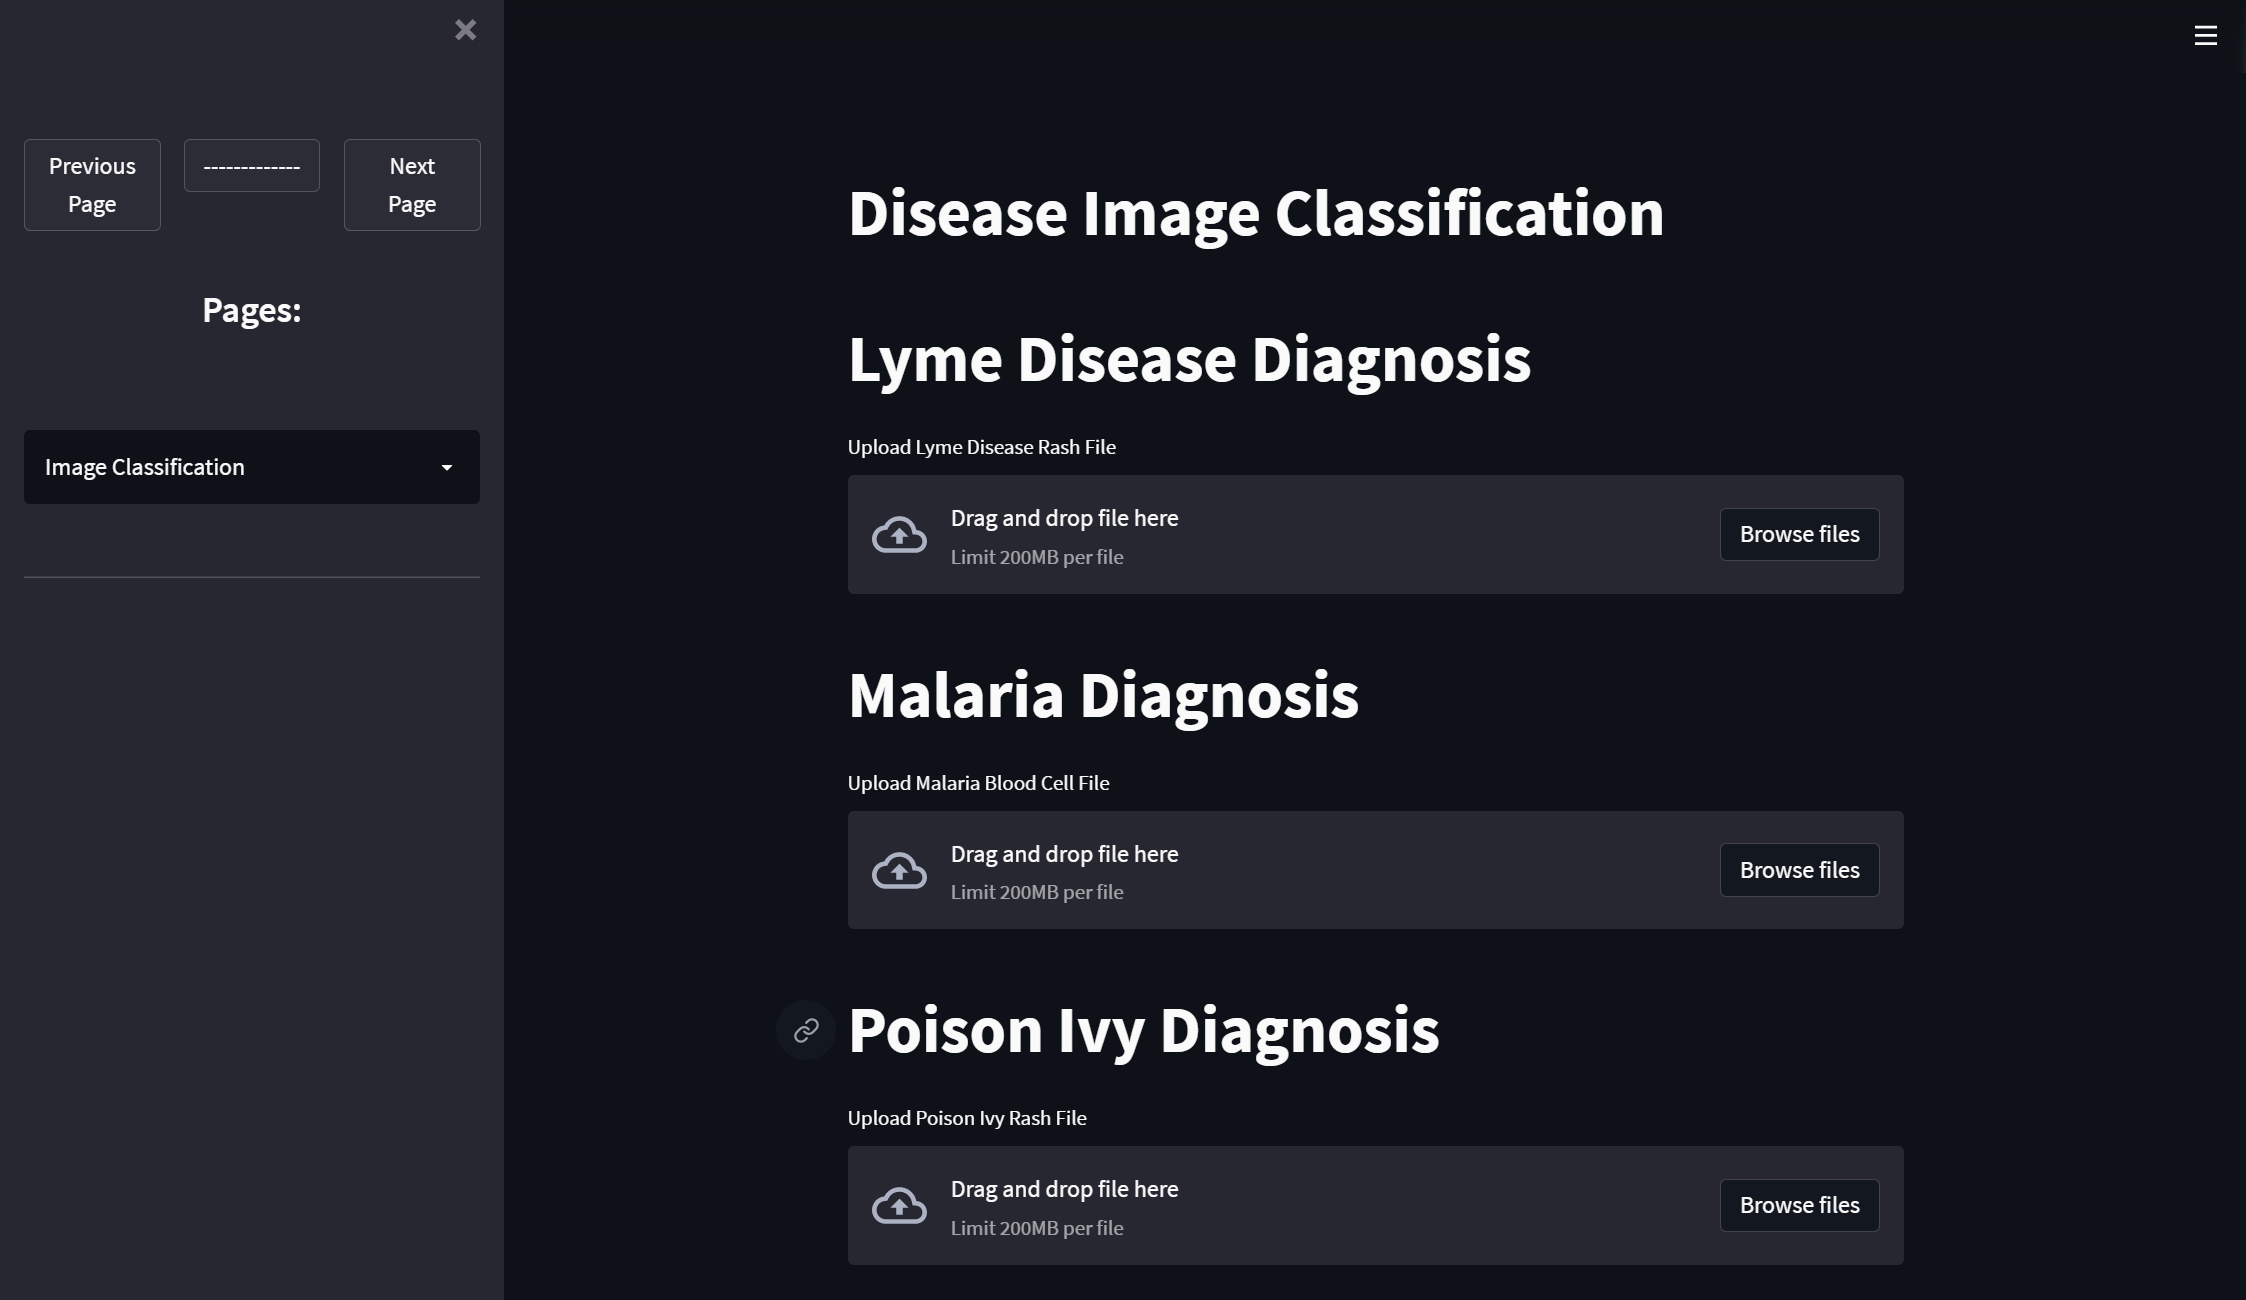 Previous
Page
-------------
Next
Page
Pages:
Image Classification
Disease Image Classification
Lyme Disease Diagnosis
Upload Lyme Disease Rash File
Drag and drop file here
Limit 200MB per file
Browse files
Malaria Diagnosis
Upload Malaria Blood Cell File
Drag and drop file here
Limit 200MB per file
Browse files
Poison Ivy Diagnosis
Upload Poison Ivy Rash File
Drag and drop file here
Limit 200MB per file
Browse files